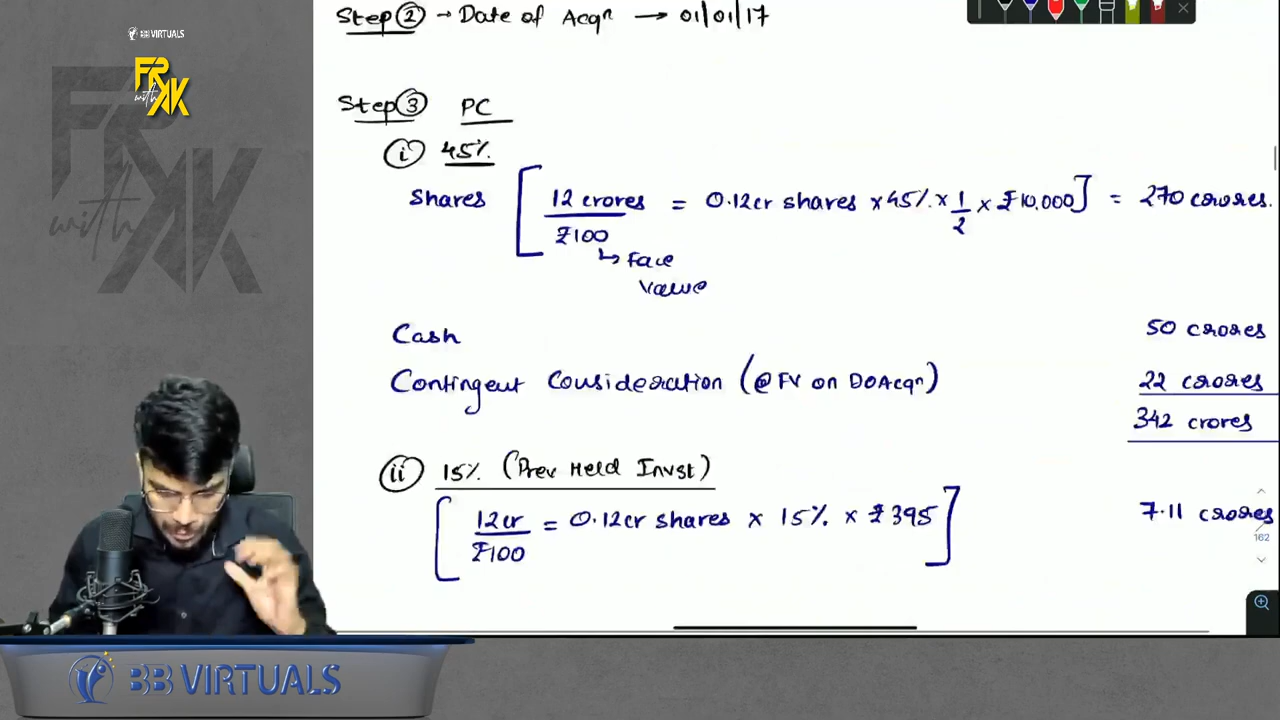 Step ② → Date of Acqⁿ → 01/01/17
BB VIRTUALS
FR
with
AK
Step ③ PC
ⓘ 45%
Shares [ 12 crores = 0.12cr shares × 45% × 1/2 × ₹10,000 ] = 270 crores.
₹100
↳ Face
Value
Cash 50 crores
Contingent Consideration (@ FV on DOAcqⁿ) 22 crores
342 crores
ⅱ 15% (Prev Held Invst)
[ 12cr = 0.12cr shares × 15% × ₹395 ] 7.11 crores
₹100
162
BB VIRTUALS